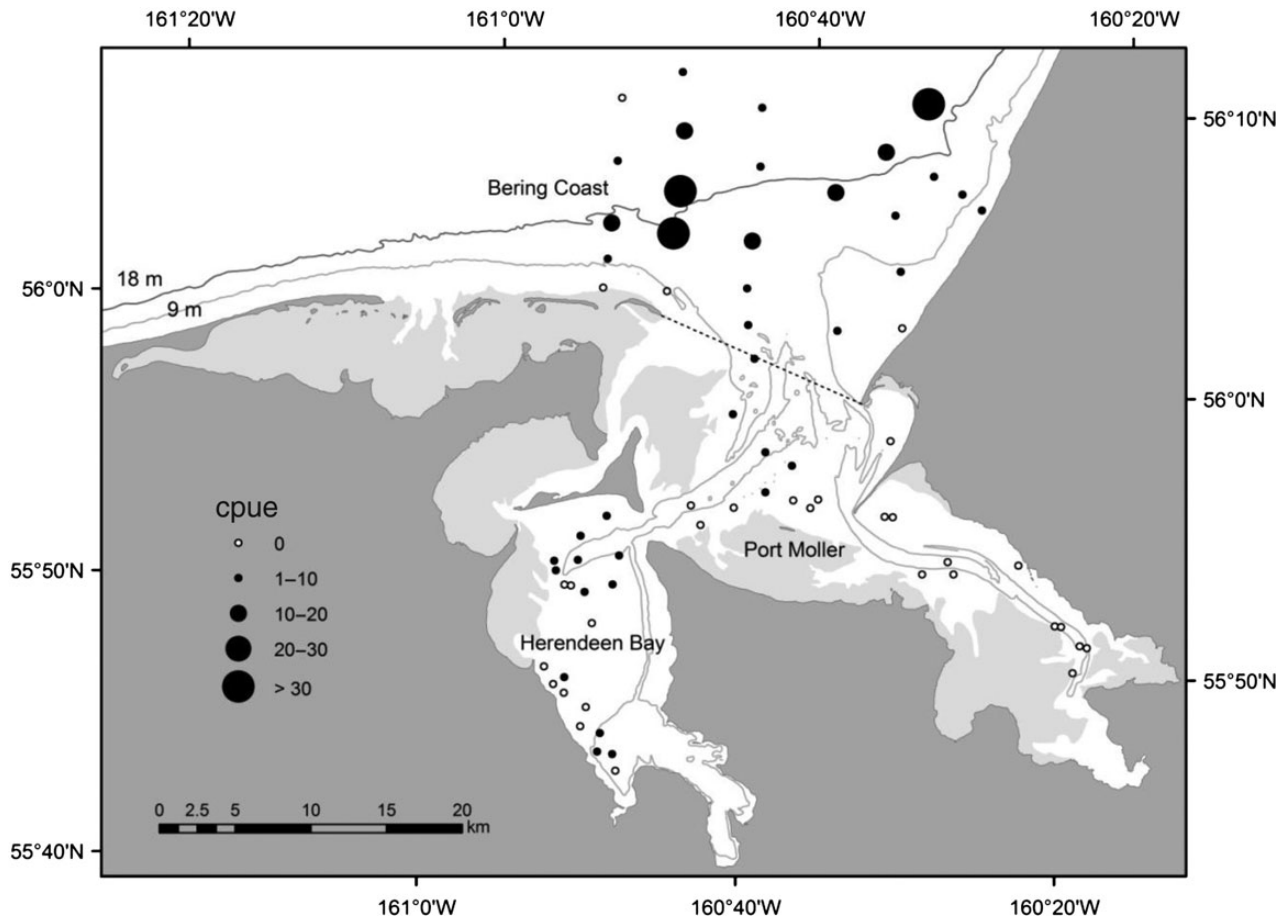 161°20'W 161°0'W 160°40'W 160°20'W
56°10'N
Bering Coast
18 m
56°0'N
9 m
56°0'N
cpue
0
Port Moller
55°50'N
1–10
10–20
Herendeen Bay
20–30
55°50'N
> 30
0 2.5 5 10 15 20
km
55°40'N
161°0'W 160°40'W 160°20'W